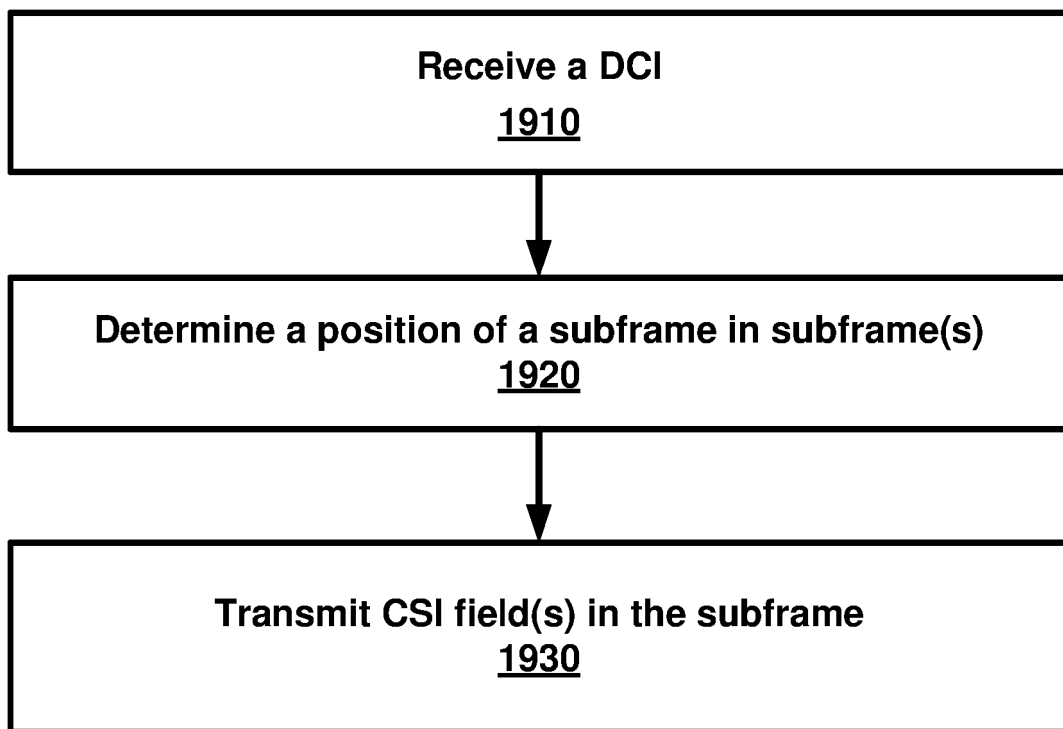 Receive a DCI
1910
Determine a position of a subframe in subframe(s)
1920
Transmit CSI field(s) in the subframe
1930